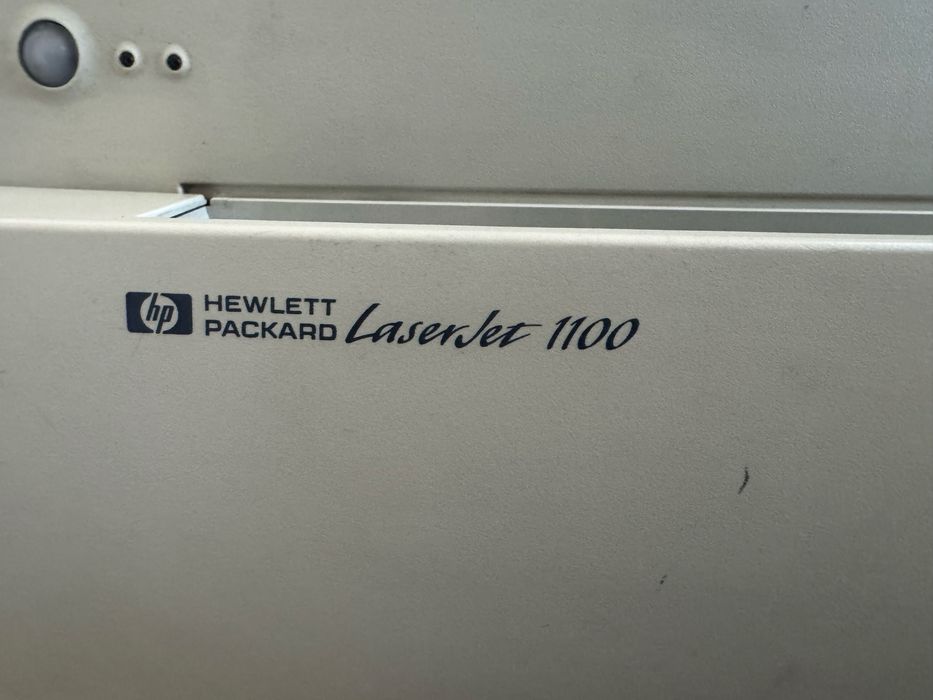 hp HEWLETT
PACKARD LaserJet 1100